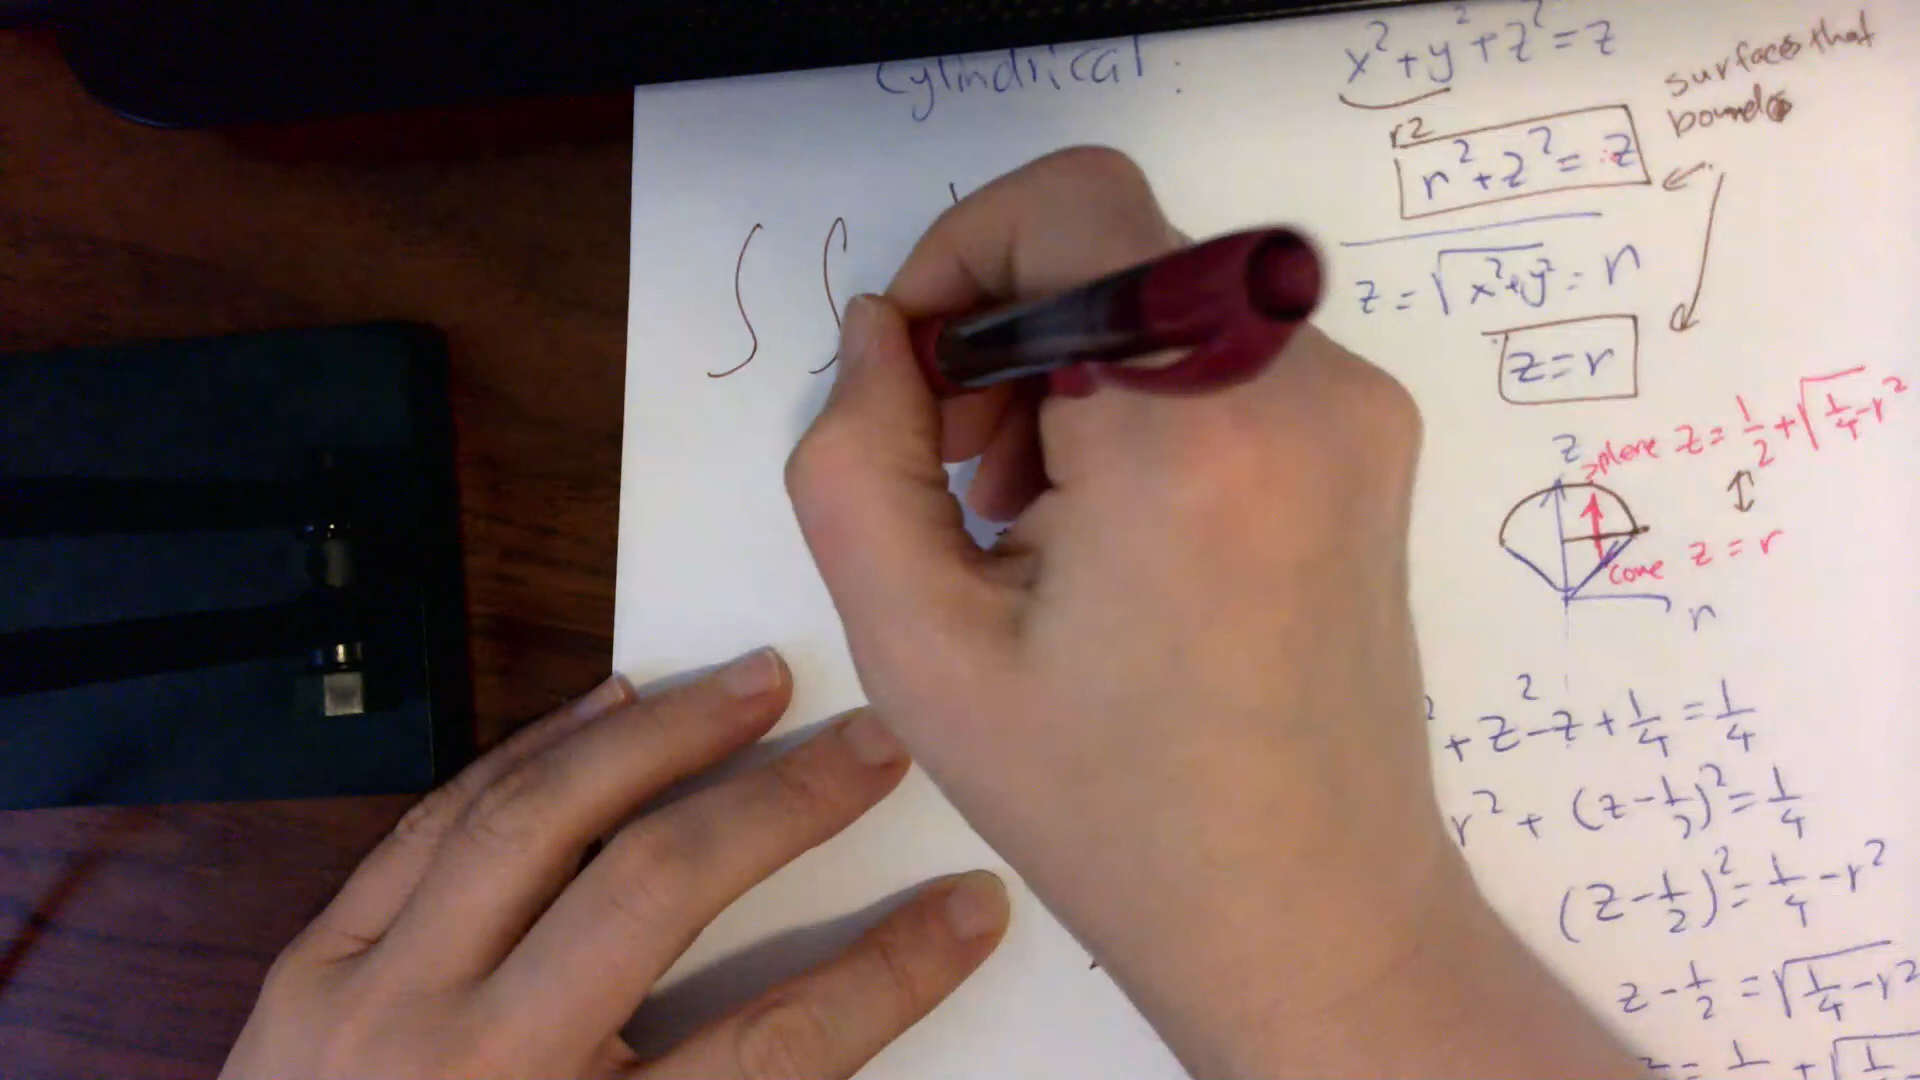 Cylindrical:
x²+y²+z²=z
surfaces that
bounds
r2
r²+z²=z
z=√x²+y²=r
z=r
z
sphere z=1/2+√1/4-r²
cone z=r
r
²+z²-z+1/4=1/4
r²+(z-1/2)²=1/4
(z-1/2)²=1/4-r²
z-1/2=√1/4-r²
∫∫